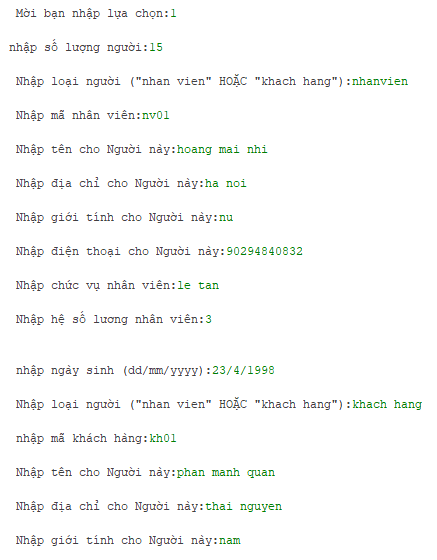 Mời bạn nhập lựa chọn:1
nhập số lượng người:15
Nhập loại người ("nhan vien" HOẶC "khach hang"):nhanvien
Nhập mã nhân viên:nv01
Nhập tên cho Người này:hoang mai nhi
Nhập địa chỉ cho Người này:ha noi
Nhập giới tính cho Người này:nu
Nhập điện thoại cho Người này:90294840832
Nhập chức vụ nhân viên:le tan
Nhập hệ số lương nhân viên:3
nhập ngày sinh (dd/mm/yyyy):23/4/1998
Nhập loại người ("nhan vien" HOẶC "khach hang"):khach hang
nhập mã khách hàng:kh01
Nhập tên cho Người này:phan manh quan
Nhập địa chỉ cho Người này:thai nguyen
Nhập giới tính cho Người này:nam